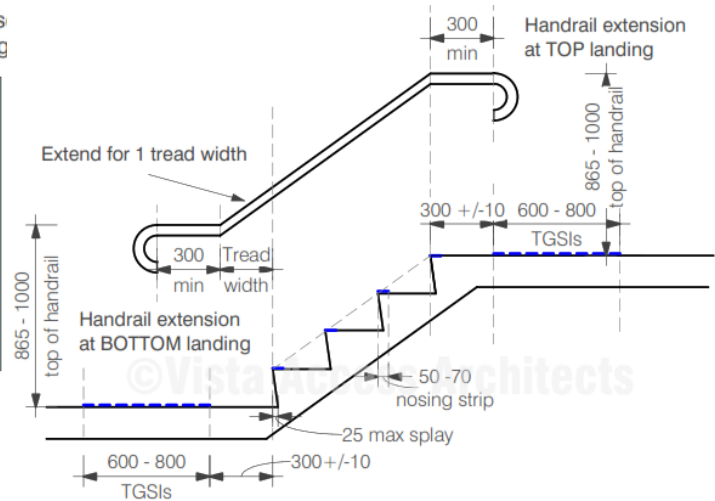 300
min
Handrail extension
at TOP landing
Extend for 1 tread width
865 - 1000
top of handrail
300 +/-10
600 - 800
TGSIs
300
min
Tread
width
865 - 1000
top of handrail
Handrail extension
at BOTTOM landing
©Vista Access Architects
50 -70
nosing strip
25 max splay
600 - 800
TGSIs
300+/-10